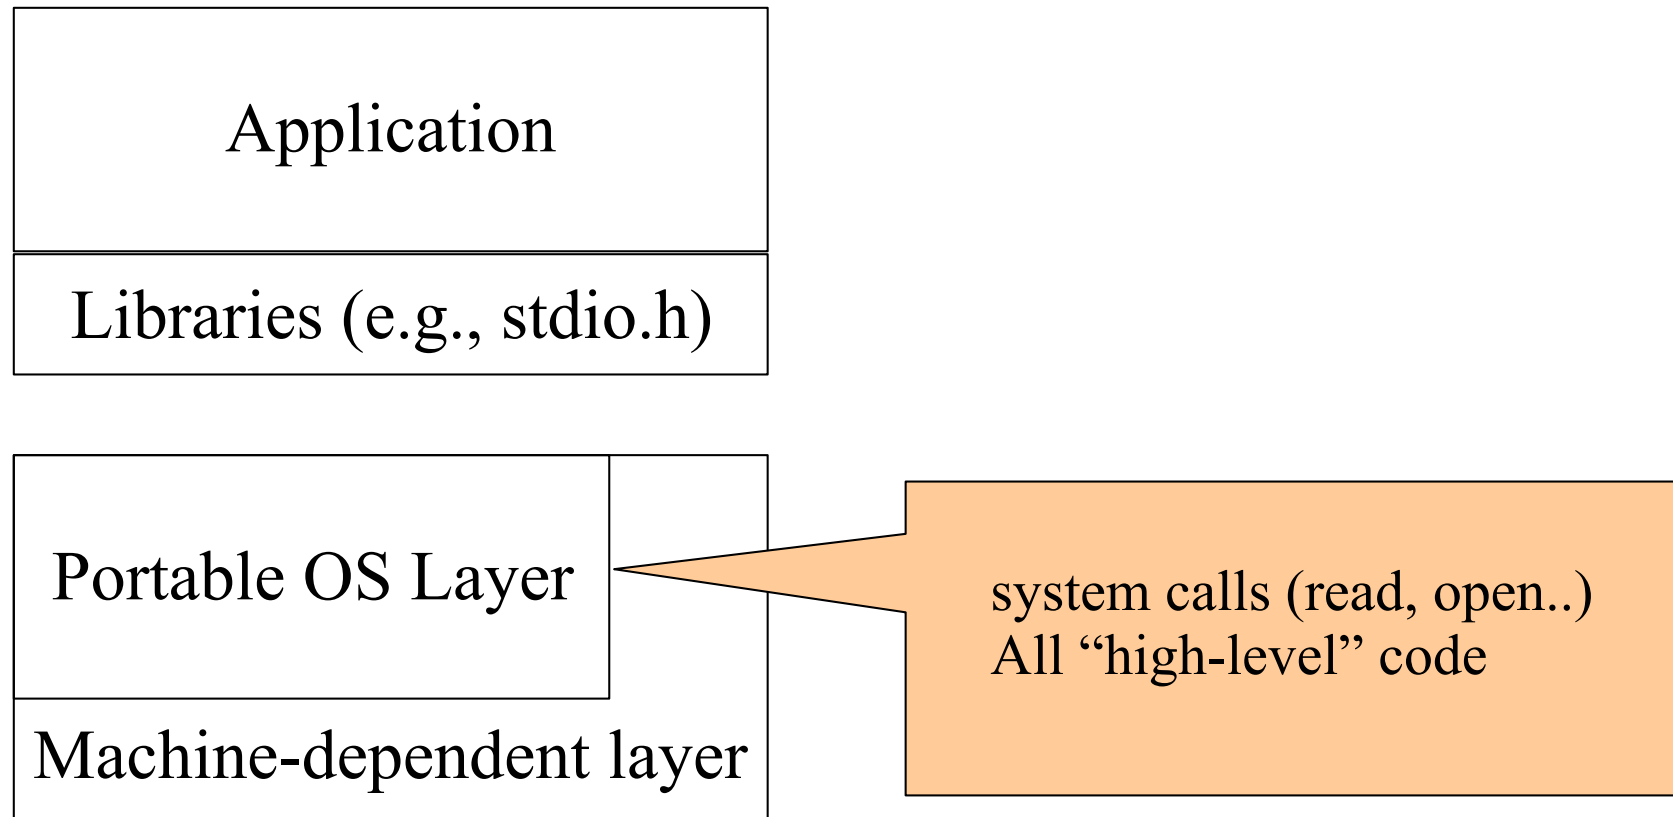 Application
Libraries (e.g., stdio.h)
Portable OS Layer
system calls (read, open..)
All “high-level” code
Machine-dependent layer